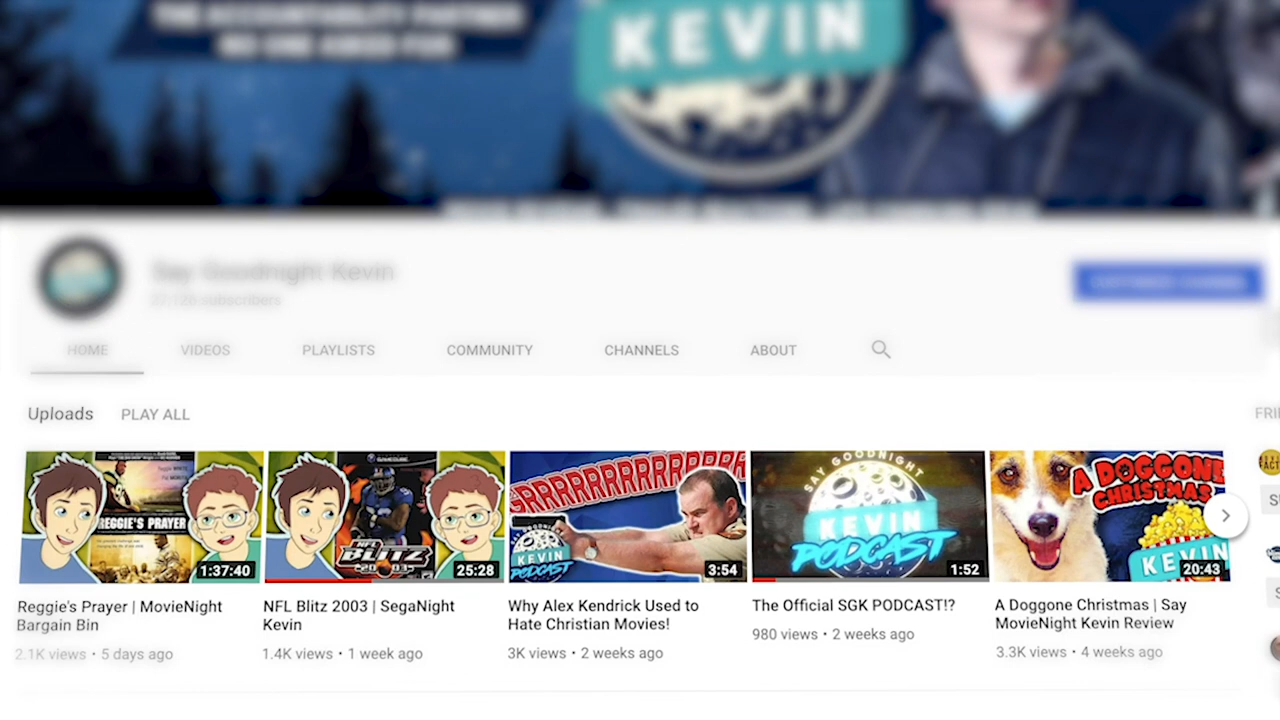 THE ACCOUNTABILITY PARTNER
NO ONE ASKED FOR
KEVIN
Say Goodnight Kevin
subscribers
CUSTOMIZE CHANNEL
HOME VIDEOS PLAYLISTS COMMUNITY CHANNELS ABOUT
Uploads PLAY ALL
REGGIE'S PRAYER
1:37:40
GAMECUBE
NFL
BLITZ
25:28
GRRRRRRRRRRRRR
KEVIN
PODCAST
3:54
SAY GOODNIGHT
KEVIN
PODCAST
1:52
A DOGGONE
CHRISTMAS
KEVIN
20:43
Reggie's Prayer | MovieNight
Bargain Bin
2.1K views • 5 days ago
NFL Blitz 2003 | SegaNight
Kevin
1.4K views • 1 week ago
Why Alex Kendrick Used to
Hate Christian Movies!
3K views • 2 weeks ago
The Official SGK PODCAST!?
980 views • 2 weeks ago
A Doggone Christmas | Say
MovieNight Kevin Review
3.3K views • 4 weeks ago